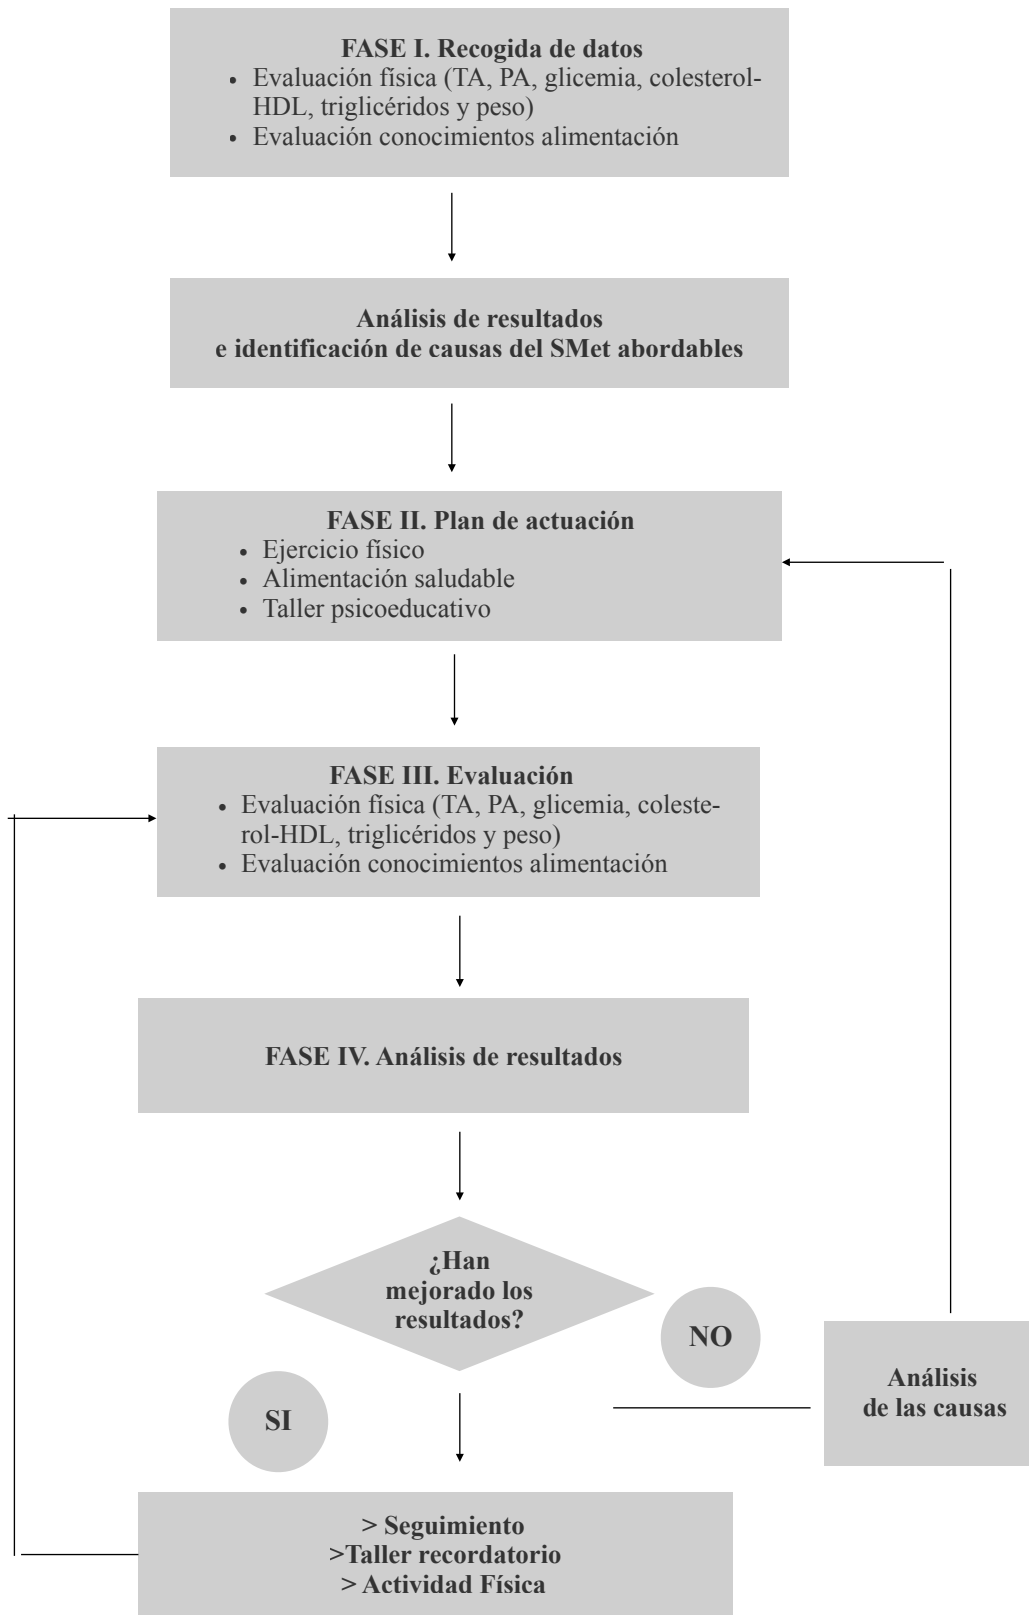 FASE I. Recogida de datos
• Evaluación física (TA, PA, glicemia, colesterol-
HDL, triglicéridos y peso)
• Evaluación conocimientos alimentación
Análisis de resultados
e identificación de causas del SMet abordables
FASE II. Plan de actuación
• Ejercicio físico
• Alimentación saludable
• Taller psicoeducativo
FASE III. Evaluación
• Evaluación física (TA, PA, glicemia, coleste-
rol-HDL, triglicéridos y peso)
• Evaluación conocimientos alimentación
FASE IV. Análisis de resultados
¿Han
mejorado los
resultados?
NO
Análisis
de las causas
SI
> Seguimiento
>Taller recordatorio
> Actividad Física